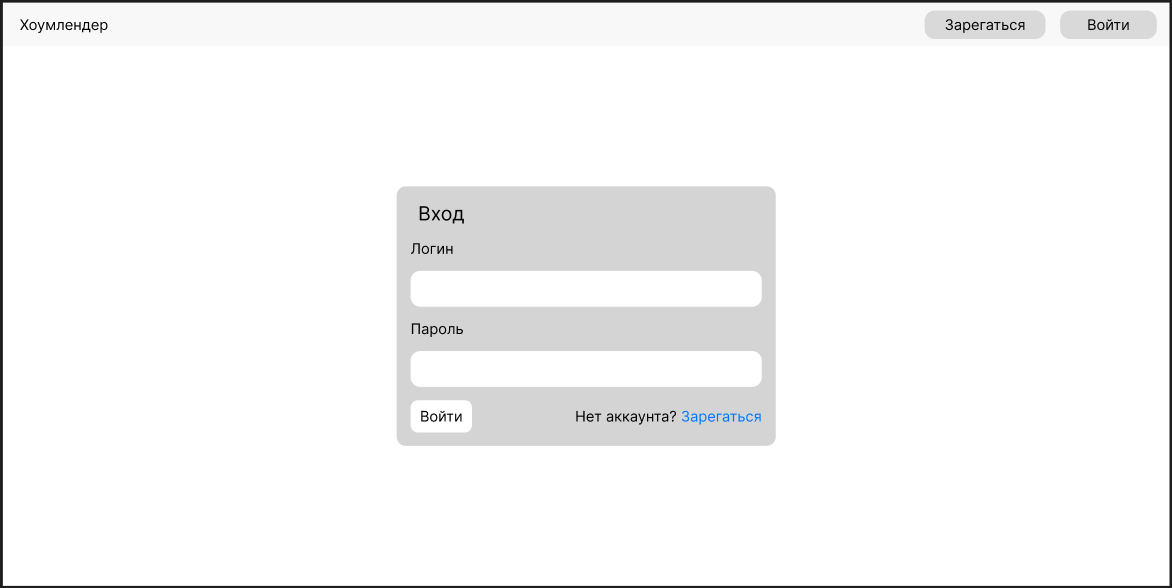 Хоумлендер Зарегаться Войти
Вход
Логин
Пароль
Войти Нет аккаунта? Зарегаться